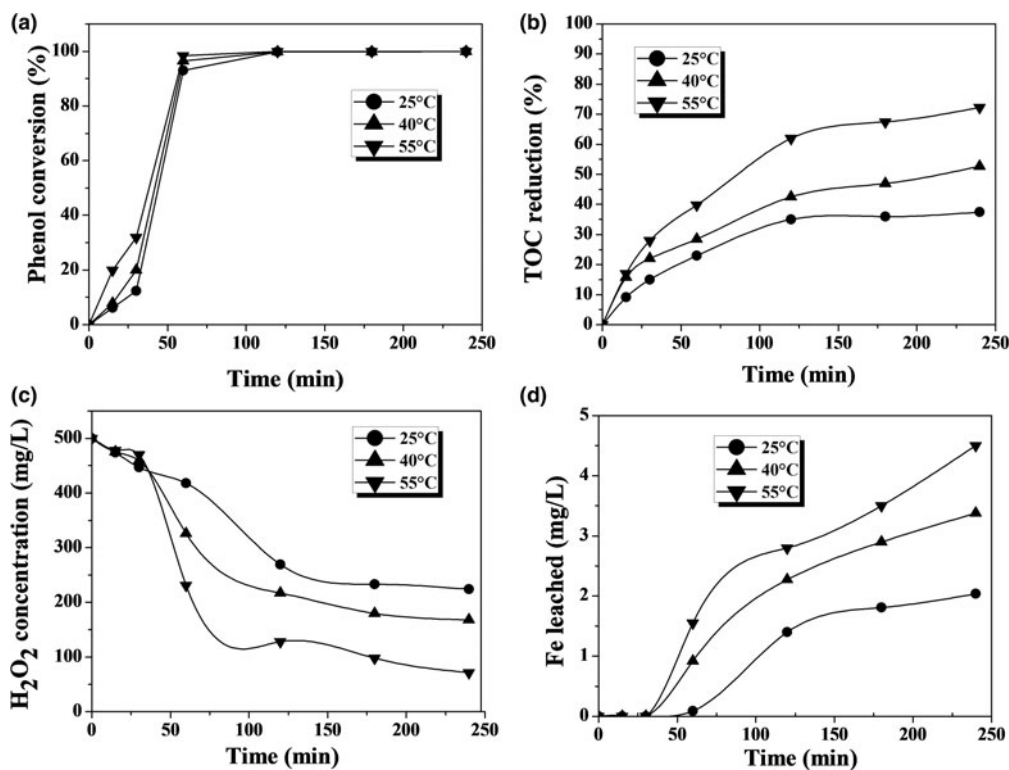 (a)
Phenol conversion (%)
100
80
60
40
20
0
25°C
40°C
55°C
0 50 100 150 200 250
Time (min)
(b)
TOC reduction (%)
100
90
80
70
60
50
40
30
20
10
0
25°C
40°C
55°C
0 50 100 150 200 250
Time (min)
(c)
H₂O₂ concentration (mg/L)
500
400
300
200
100
0
25°C
40°C
55°C
0 50 100 150 200 250
Time (min)
(d)
Fe leached (mg/L)
5
4
3
2
1
0
25°C
40°C
55°C
0 50 100 150 200 250
Time (min)